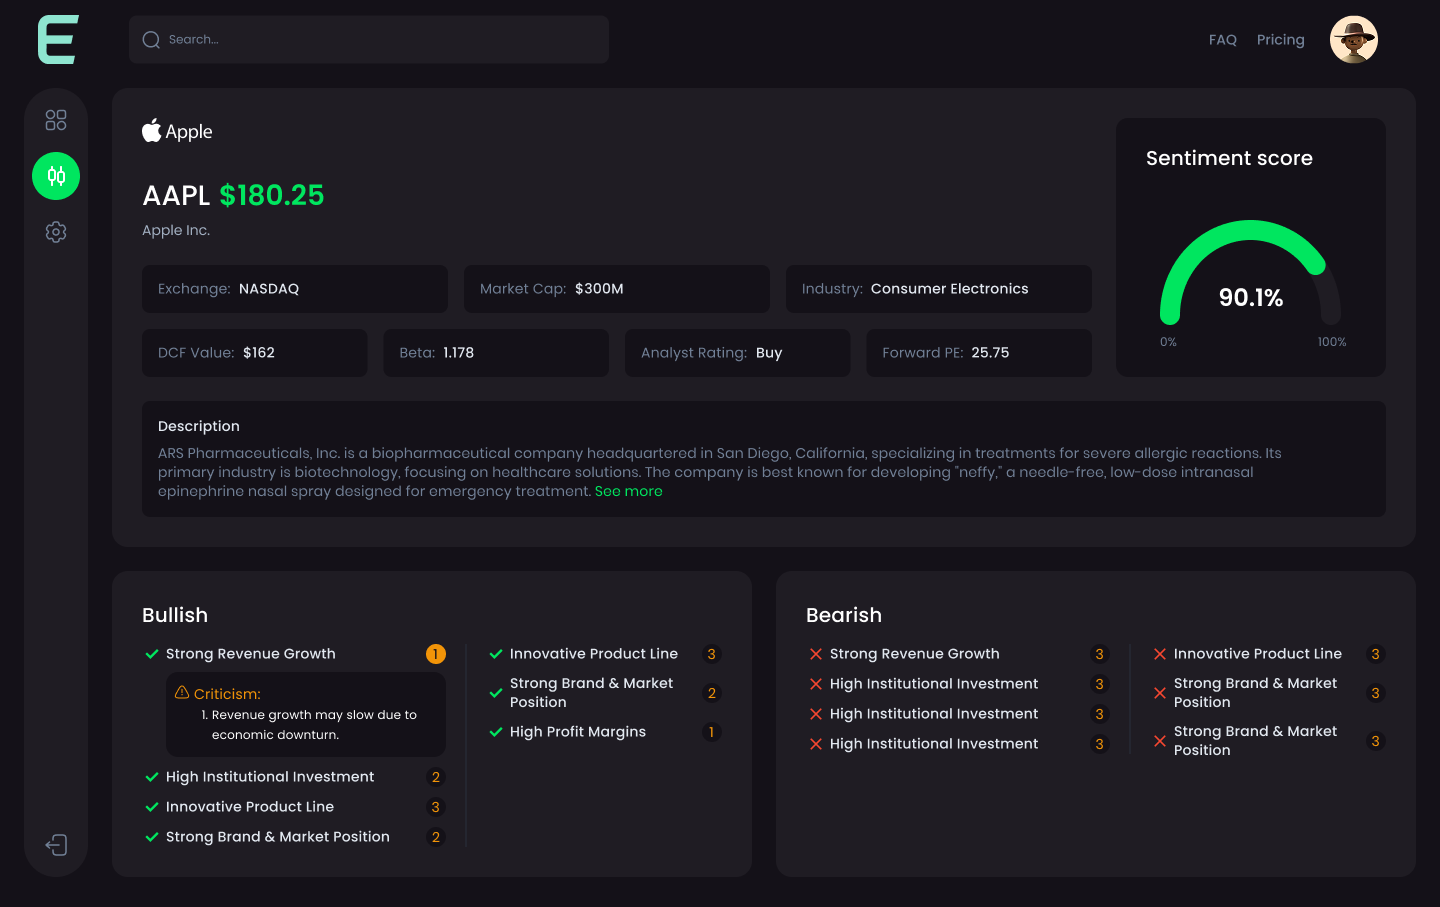 E
Search...
FAQ
Pricing
Apple
AAPL $180.25
Apple Inc.
Exchange: NASDAQ
Market Cap: $300M
Industry: Consumer Electronics
DCF Value: $162
Beta: 1.178
Analyst Rating: Buy
Forward PE: 25.75
Sentiment score
90.1%
0%
100%
Description
ARS Pharmaceuticals, Inc. is a biopharmaceutical company headquartered in San Diego, California, specializing in treatments for severe allergic reactions. Its
primary industry is biotechnology, focusing on healthcare solutions. The company is best known for developing "neffy," a needle-free, low-dose intranasal
epinephrine nasal spray designed for emergency treatment. See more
Bullish
Strong Revenue Growth 1
Criticism:
1. Revenue growth may slow due to
economic downturn.
High Institutional Investment 2
Innovative Product Line 3
Strong Brand & Market Position 2
Innovative Product Line 3
Strong Brand & Market
Position 2
High Profit Margins 1
Bearish
Strong Revenue Growth 3
High Institutional Investment 3
High Institutional Investment 3
High Institutional Investment 3
Innovative Product Line 3
Strong Brand & Market
Position 3
Strong Brand & Market
Position 3